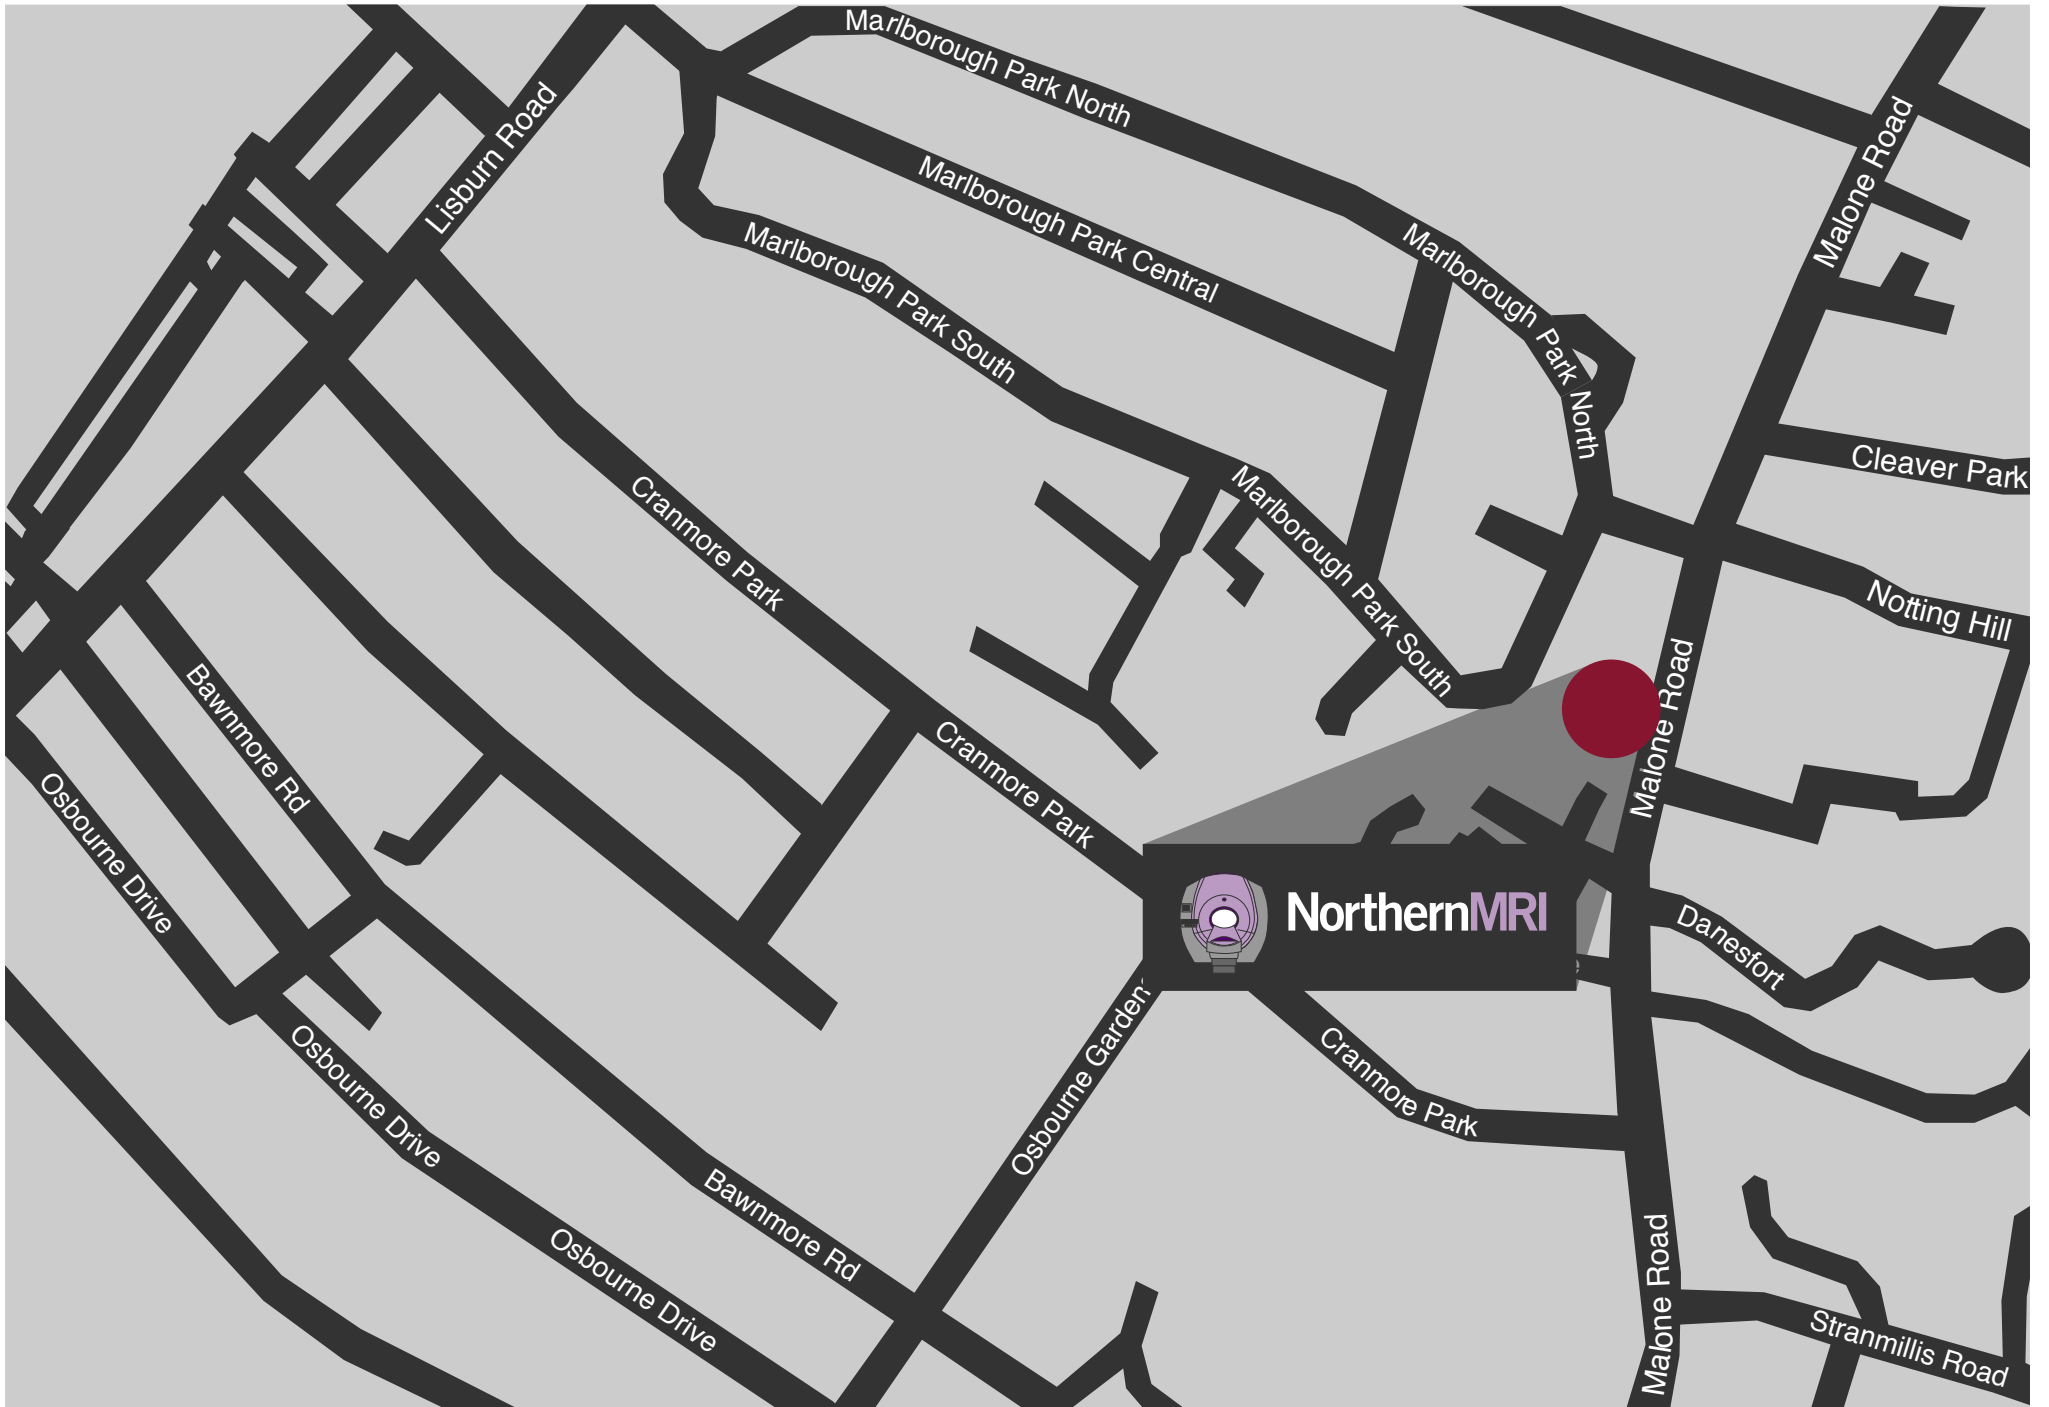 Marlborough Park North
Lisburn Road
Malone Road
Marlborough Park Central
Marlborough Park South
Marlborough Park North
Cleaver Park
Cranmore Park
Marlborough Park South
Notting Hill
Bawnmore Rd
Malone Road
Cranmore Park
Osbourne Drive
NorthernMRI
Danesfort
Osbourne Gardens
Cranmore Park
Osbourne Drive
Bawnmore Rd
Osbourne Drive
Malone Road
Stranmillis Road